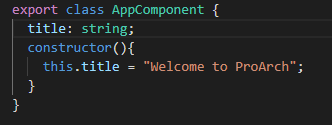 export class AppComponent {
  title: string;
  constructor(){
    this.title = "Welcome to ProArch";
  }
}